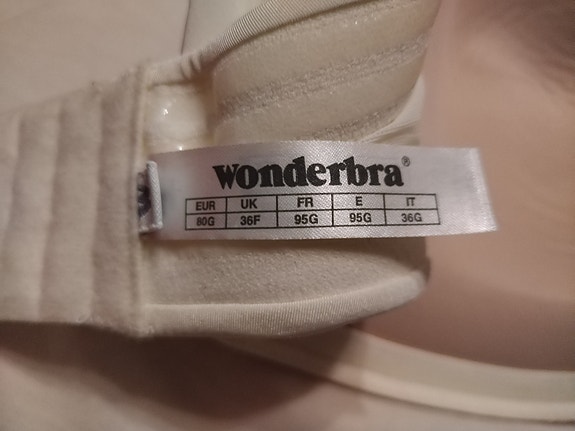 wonderbra®
EUR UK FR E IT
80G 36F 95G 95G 36G